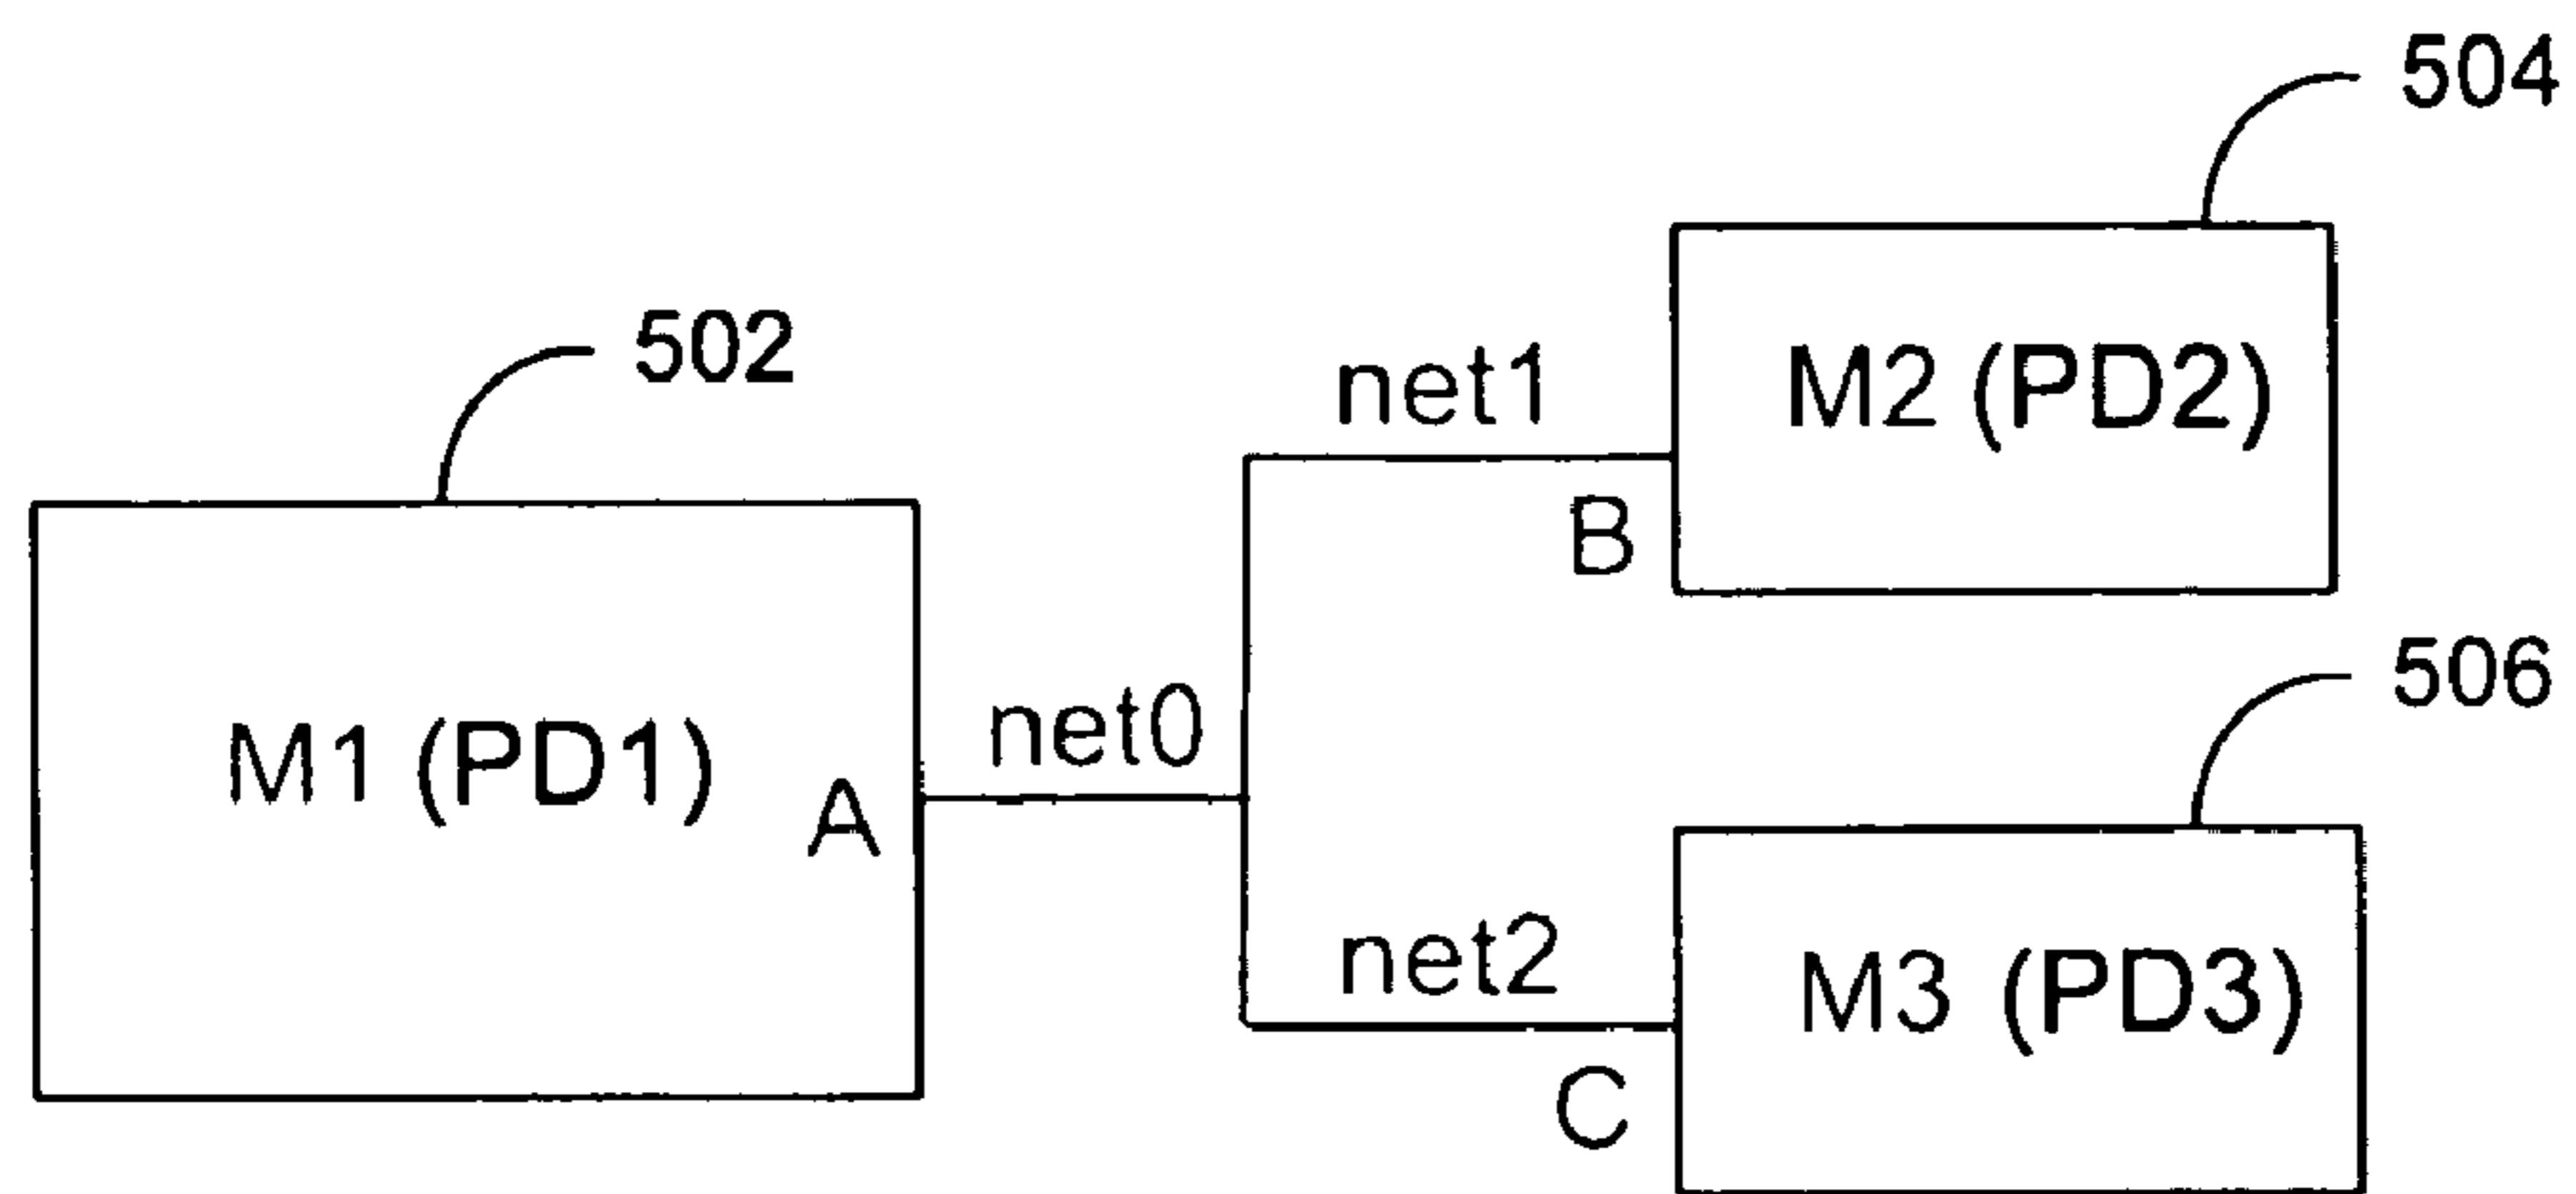 504
502
net1
M2 (PD2)
B
506
net0
M1 (PD1)
A
net2
M3 (PD3)
C